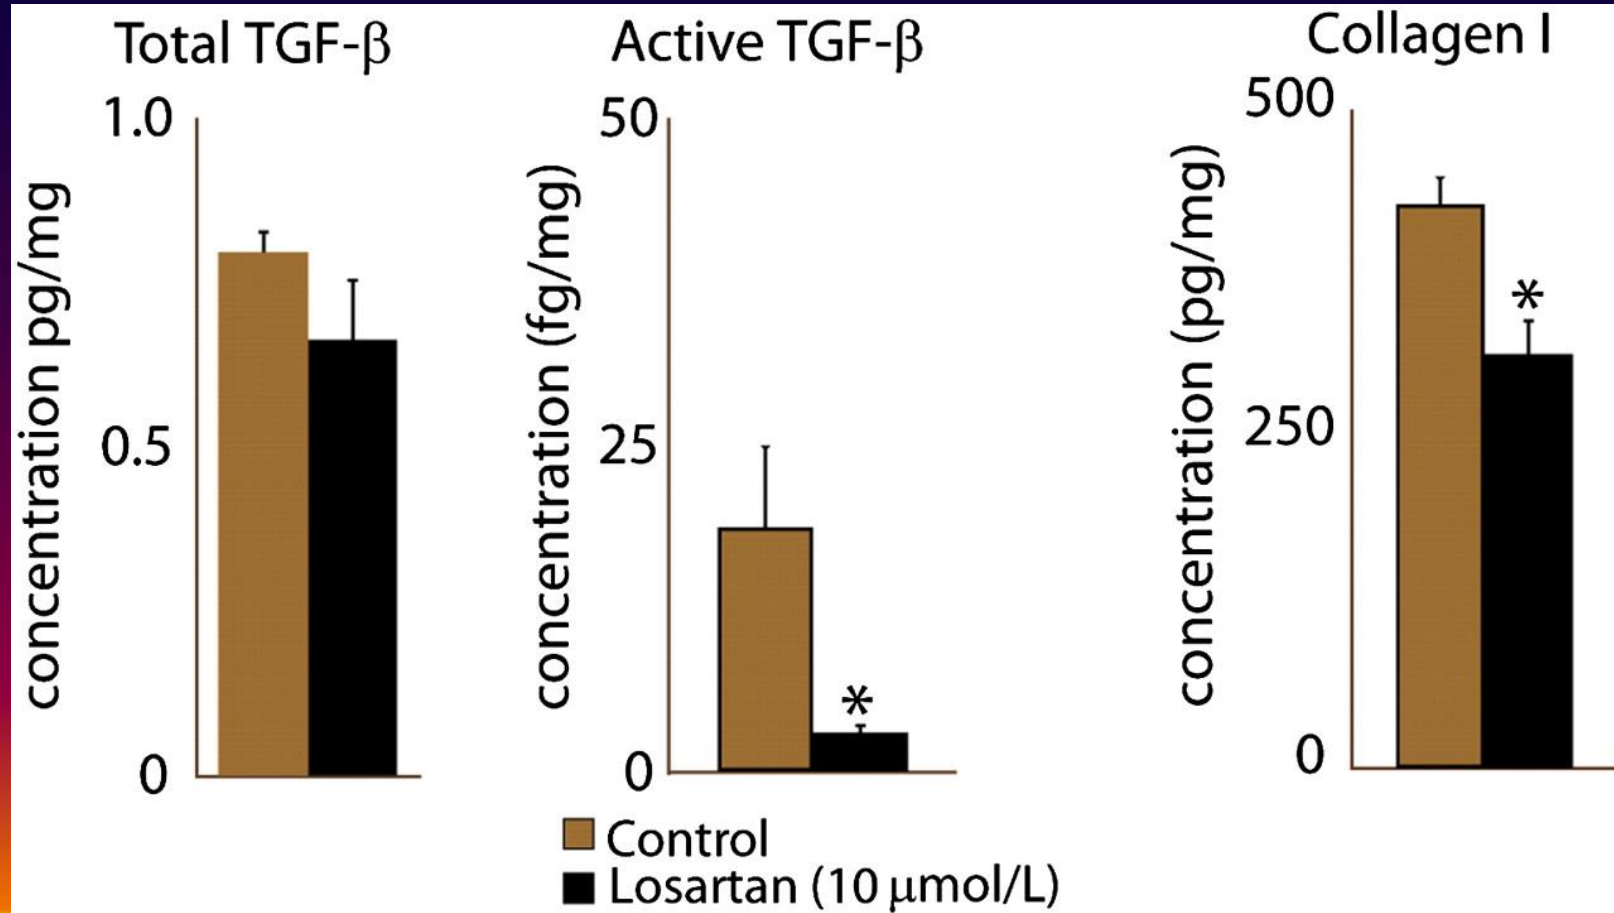 Total TGF-β
concentration pg/mg
1.0
0.5
0
Active TGF-β
concentration (fg/mg)
50
25
0
*
Collagen I
concentration (pg/mg)
500
250
0
*
Control
Losartan (10 μmol/L)